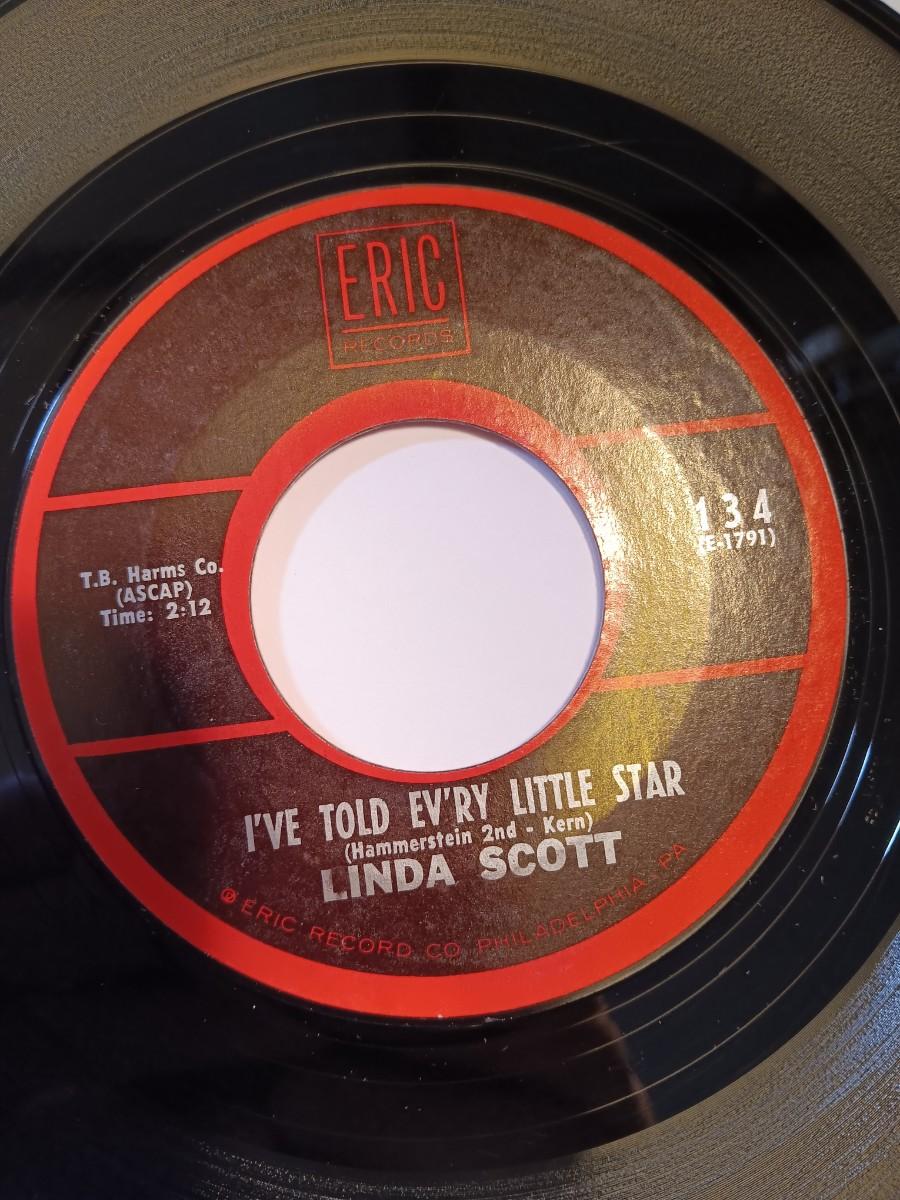 ERIC
RECORDS
134
(E-1791)
T.B. Harms Co.
(ASCAP)
Time: 2:12
I'VE TOLD EV'RY LITTLE STAR
(Hammerstein 2nd - Kern)
LINDA SCOTT
℗ ERIC RECORD CO. PHILADELPHIA, PA